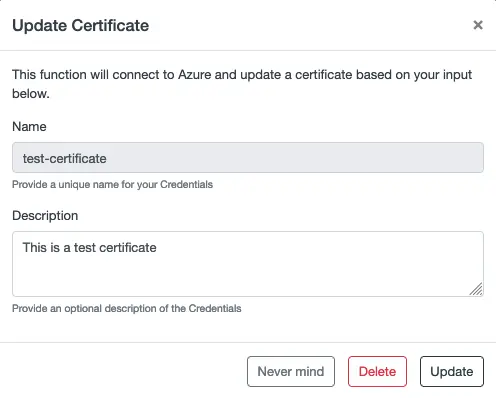 Update Certificate
×
This function will connect to Azure and update a certificate based on your input
below.
Name
test-certificate
Provide a unique name for your Credentials
Description
This is a test certificate
Provide an optional description of the Credentials
Never mind
Delete
Update